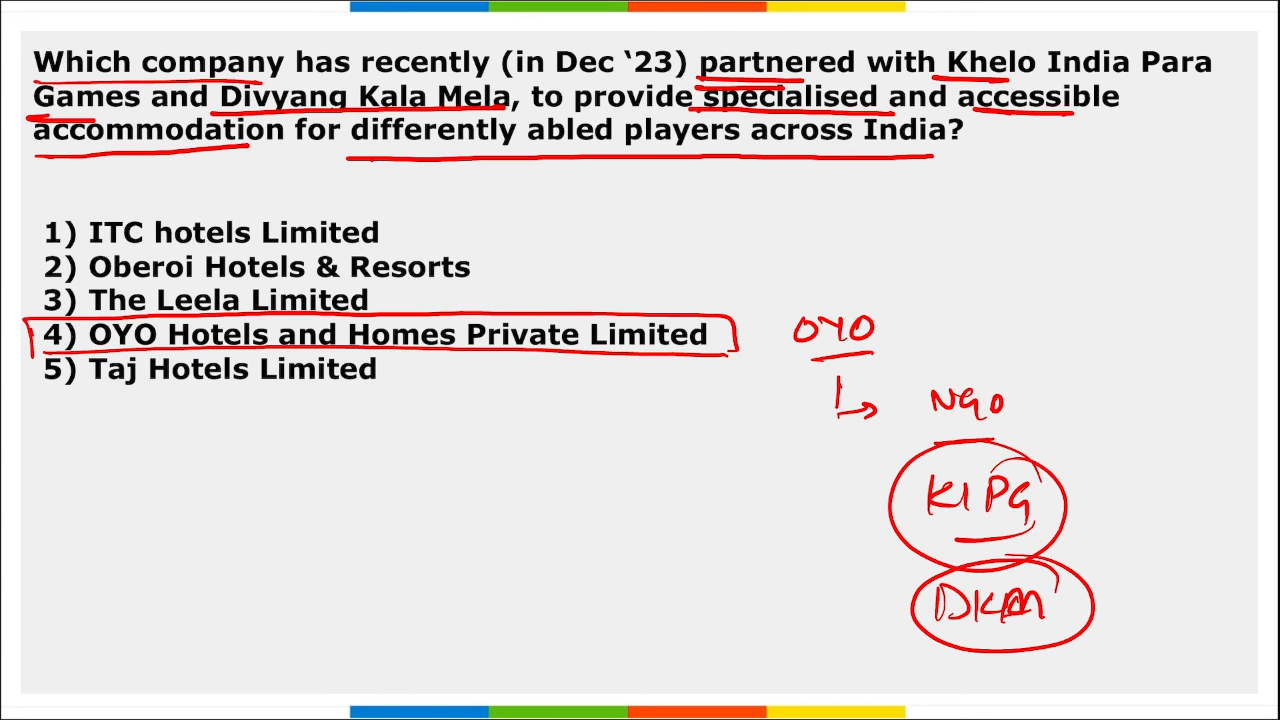 Which company has recently (in Dec ‘23) partnered with Khelo India Para
Games and Divyang Kala Mela, to provide specialised and accessible
accommodation for differently abled players across India?
1) ITC hotels Limited
2) Oberoi Hotels & Resorts
3) The Leela Limited
4) OYO Hotels and Homes Private Limited
5) Taj Hotels Limited
OYO
NGO
KIPG
DKM